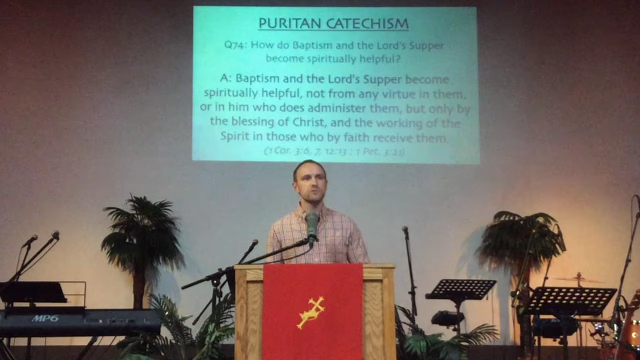 PURITAN CATECHISM
Q74: How do Baptism and the Lord's Supper
become spiritually helpful?
A: Baptism and the Lord's Supper become
spiritually helpful, not from any virtue in them,
or in him who does administer them, but only by
the blessing of Christ, and the working of the
Spirit in those who by faith receive them.
(1 Cor. 3:6, 7, 12:13 ; 1 Pet. 3:21)
MP6